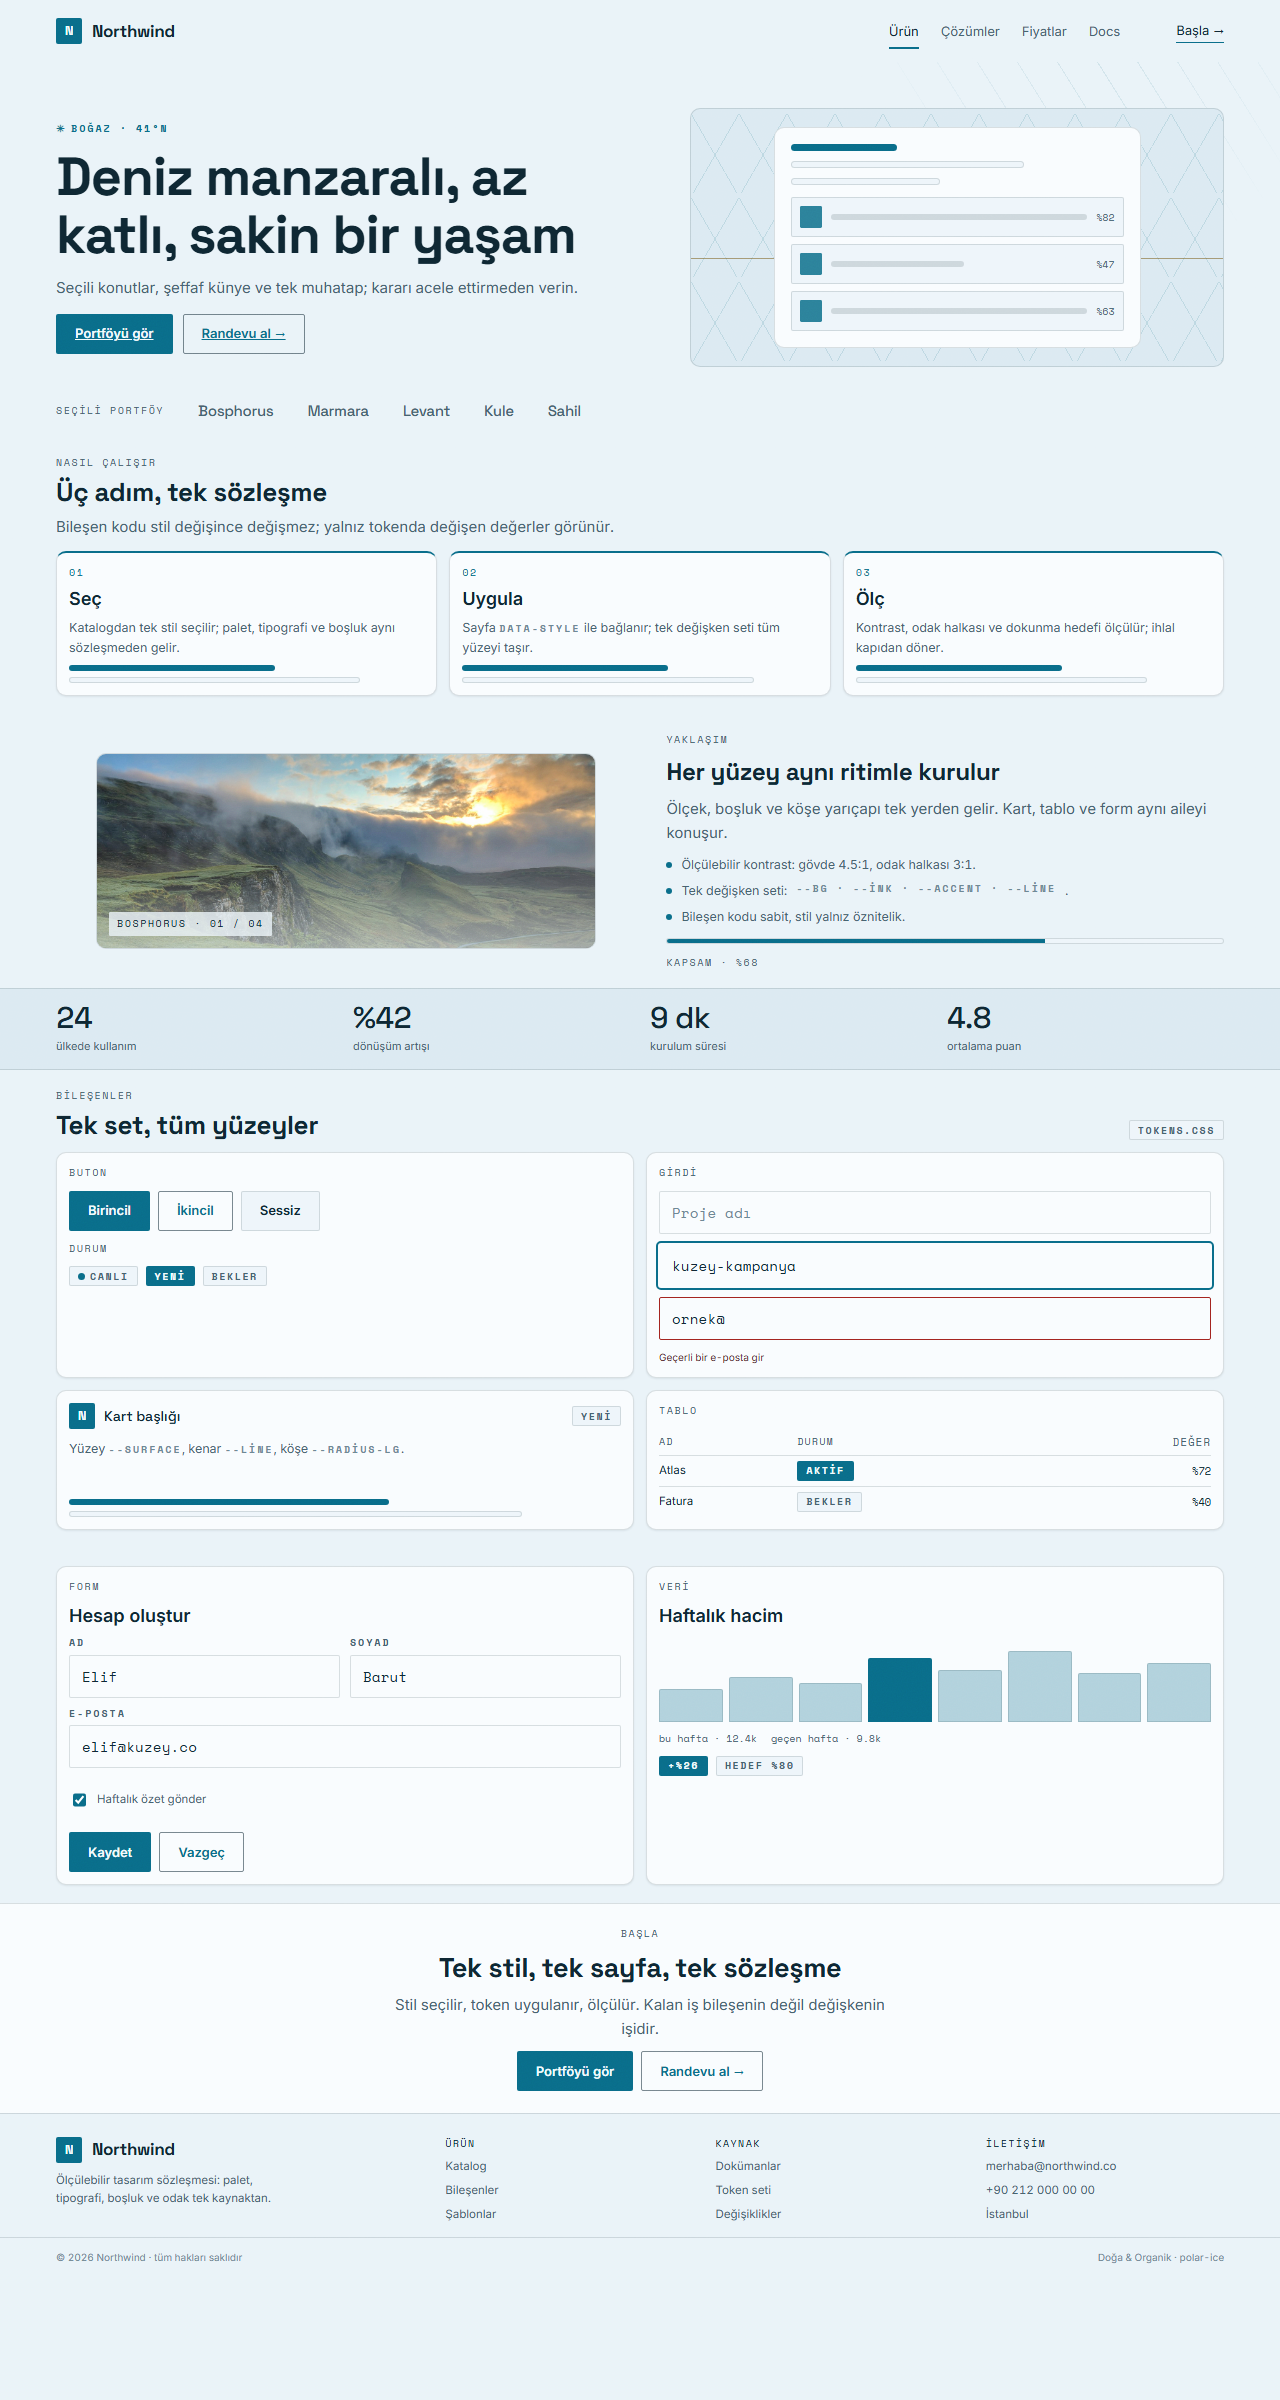 N Northwind
Ürün Çözümler Fiyatlar Docs Başla →
✳ BOĞAZ · 41°N
Deniz manzaralı, az
katlı, sakin bir yaşam
Seçili konutlar, şeffaf künye ve tek muhatap; kararı acele ettirmeden verin.
Portföyü gör Randevu al →
%82
%47
%63
SEÇİLİ PORTFÖY Bosphorus Marmara Levant Kule Sahil
NASIL ÇALIŞIR
Üç adım, tek sözleşme
Bileşen kodu stil değişince değişmez; yalnız tokenda değişen değerler görünür.
01
Seç
Katalogdan tek stil seçilir; palet, tipografi ve boşluk aynı
sözleşmeden gelir.
02
Uygula
Sayfa DATA-STYLE ile bağlanır; tek değişken seti tüm
yüzeyi taşır.
03
Ölç
Kontrast, odak halkası ve dokunma hedefi ölçülür; ihlal
kapıdan döner.
BOSPHORUS · 01 / 04
YAKLAŞIM
Her yüzey aynı ritimle kurulur
Ölçek, boşluk ve köşe yarıçapı tek yerden gelir. Kart, tablo ve form aynı aileyi
konuşur.
Ölçülebilir kontrast: gövde 4.5:1, odak halkası 3:1.
Tek değişken seti: --BG · --İNK · --ACCENT · --LİNE .
Bileşen kodu sabit, stil yalnız öznitelik.
KAPSAM · %68
24
ülkede kullanım
%42
dönüşüm artışı
9 dk
kurulum süresi
4.8
ortalama puan
BİLEŞENLER
Tek set, tüm yüzeyler
TOKENS.CSS
BUTON
Birincil İkincil Sessiz
DURUM
CANLI YENİ BEKLER
GİRDİ
Proje adı
kuzey-kampanya
ornek@
Geçerli bir e-posta gir
N Kart başlığı YENİ
Yüzey --SURFACE, kenar --LİNE, köşe --RADİUS-LG.
TABLO
AD DURUM DEĞER
Atlas AKTİF %72
Fatura BEKLER %40
FORM
Hesap oluştur
AD SOYAD
Elif Barut
E-POSTA
elif@kuzey.co
Haftalık özet gönder
Kaydet Vazgeç
VERİ
Haftalık hacim
bu hafta · 12.4k geçen hafta · 9.8k
+%26 HEDEF %80
BAŞLA
Tek stil, tek sayfa, tek sözleşme
Stil seçilir, token uygulanır, ölçülür. Kalan iş bileşenin değil değişkenin
işidir.
Portföyü gör Randevu al →
N Northwind
Ölçülebilir tasarım sözleşmesi: palet,
tipografi, boşluk ve odak tek kaynaktan.
ÜRÜN
Katalog
Bileşenler
Şablonlar
KAYNAK
Dokümanlar
Token seti
Değişiklikler
İLETİŞİM
merhaba@northwind.co
+90 212 000 00 00
İstanbul
© 2026 Northwind · tüm hakları saklıdır
Doğa & Organik · polar-ice